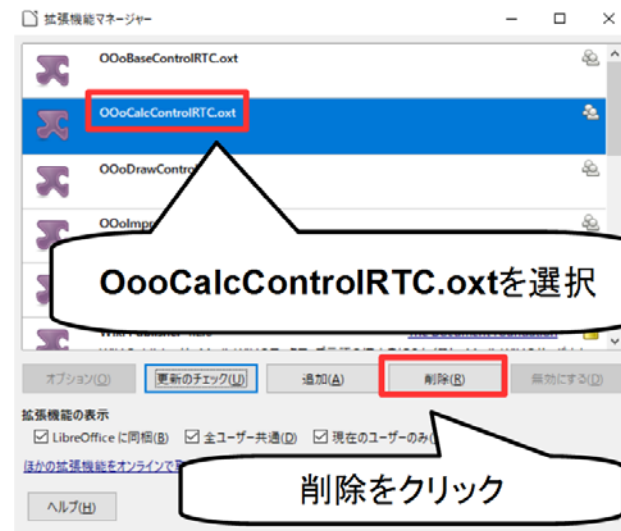 拡張機能マネージャー
OOoBaseControlRTC.oxt
OOoCalcControlRTC.oxt
OOoDrawContro
OOoImpr
OooCalcControlRTC.oxtを選択
オプション(O) 更新のチェック(U) 追加(A) 削除(R) 無効にする(D)
拡張機能の表示
LibreOffice に同梱(B) 全ユーザー共通(D) 現在のユーザーのみ(
ほかの拡張機能をオンラインで
削除をクリック
ヘルプ(H)